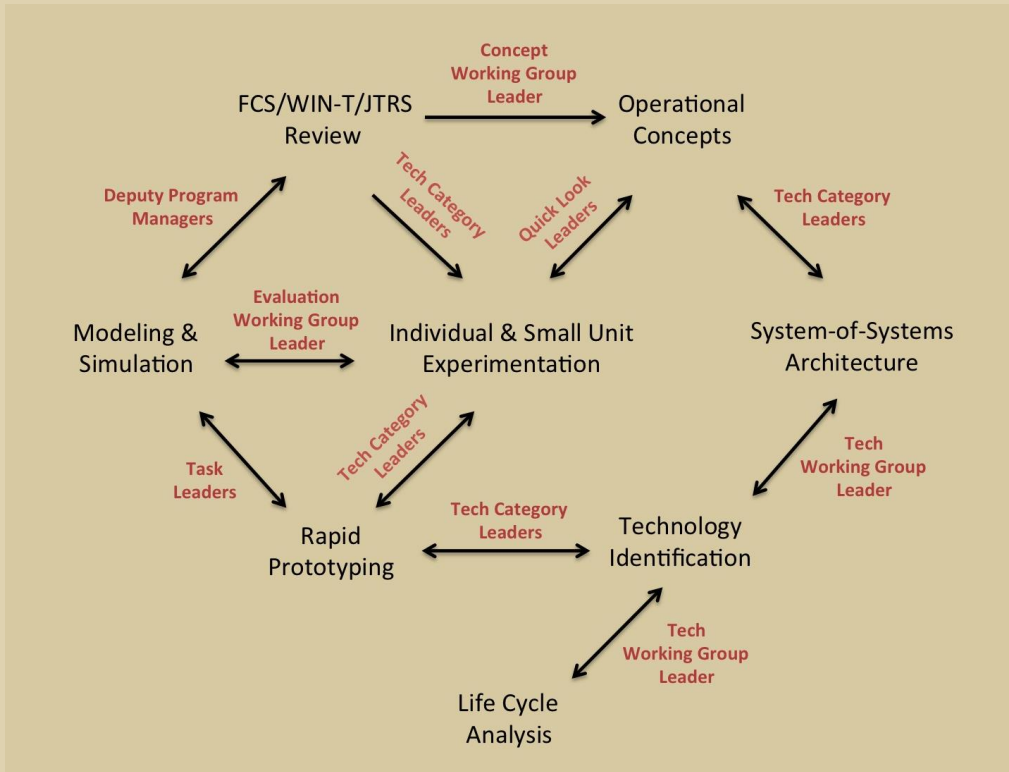 Concept
Working Group
Leader
FCS/WIN-T/JTRS
Review
Operational
Concepts
Deputy Program
Managers
Tech Category
Leaders
Quick Look
Leaders
Tech Category
Leaders
Evaluation
Working Group
Leader
Modeling &
Simulation
Individual & Small Unit
Experimentation
System-of-Systems
Architecture
Task
Leaders
Tech Category
Leaders
Tech
Working Group
Leader
Rapid
Prototyping
Tech Category
Leaders
Technology
Identification
Tech
Working Group
Leader
Life Cycle
Analysis